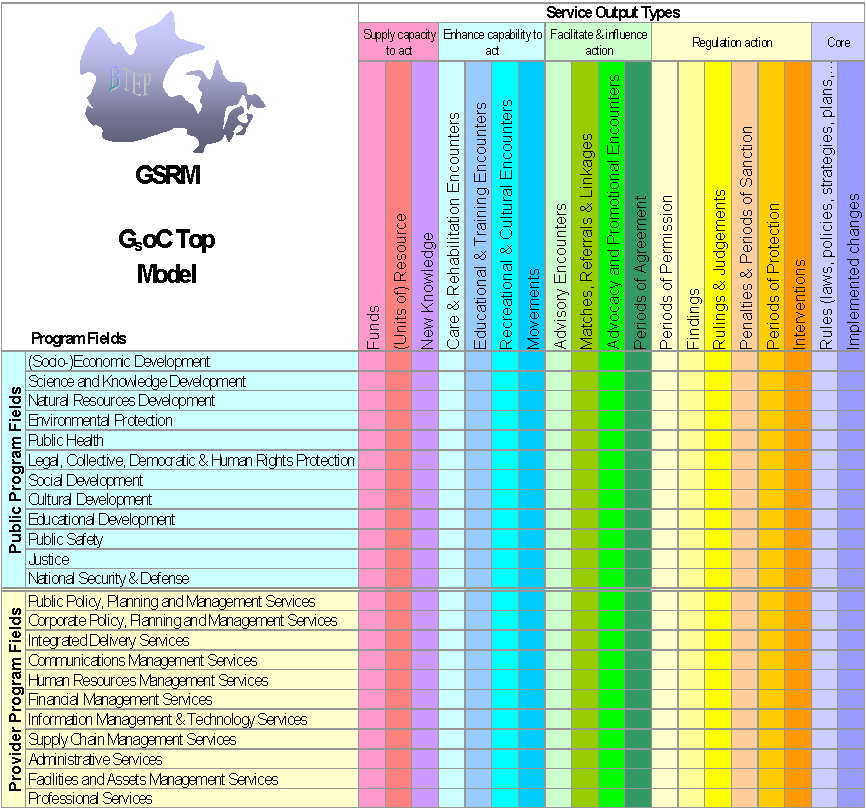 Service Output Types
Supply capacity
to act
Enhance capability to
act
Facilitate & influence
action
Regulation action
Core
BTEP
GSRM
GsoC Top
Model
Program Fields
Funds
(Units of) Resource
New Knowledge
Care & Rehabilitation Encounters
Educational & Training Encounters
Recreational & Cultural Encounters
Movements
Advisory Encounters
Matches, Referrals & Linkages
Advocacy and Promotional Encounters
Periods of Agreement
Periods of Permission
Findings
Rulings & Judgements
Penalties & Periods of Sanction
Periods of Protection
Interventions
Rules (laws, policies, strategies, plans,...
Implemented changes
Public Program Fields
(Socio-)Economic Development
Science and Knowledge Development
Natural Resources Development
Environmental Protection
Public Health
Legal, Collective, Democratic & Human Rights Protection
Social Development
Cultural Development
Educational Development
Public Safety
Justice
National Security & Defense
Provider Program Fields
Public Policy, Planning and Management Services
Corporate Policy, Planning and Management Services
Integrated Delivery Services
Communications Management Services
Human Resources Management Services
Financial Management Services
Information Management & Technology Services
Supply Chain Management Services
Administrative Services
Facilities and Assets Management Services
Professional Services